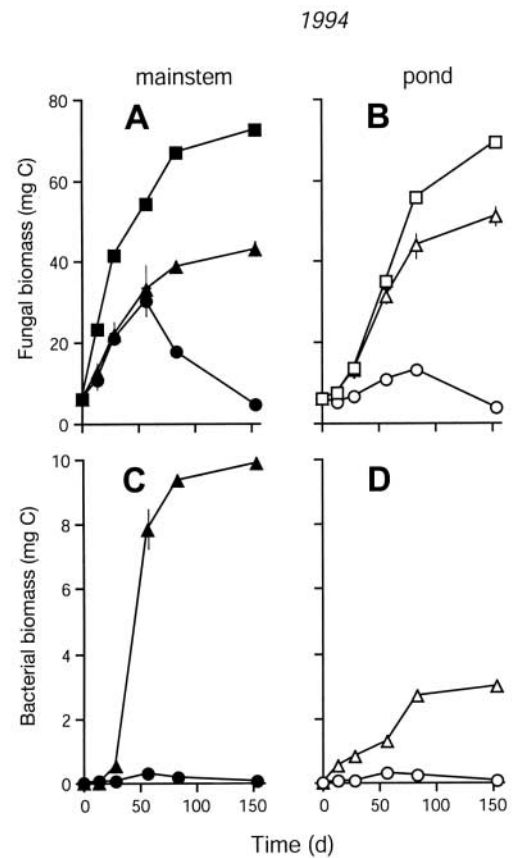 1994
mainstem
pond
80
60
40
20
0
Fungal biomass (mg C)
A
B
10
8
6
4
2
0
Bacterial biomass (mg C)
C
D
0 50 100 150
0 50 100 150
Time (d)